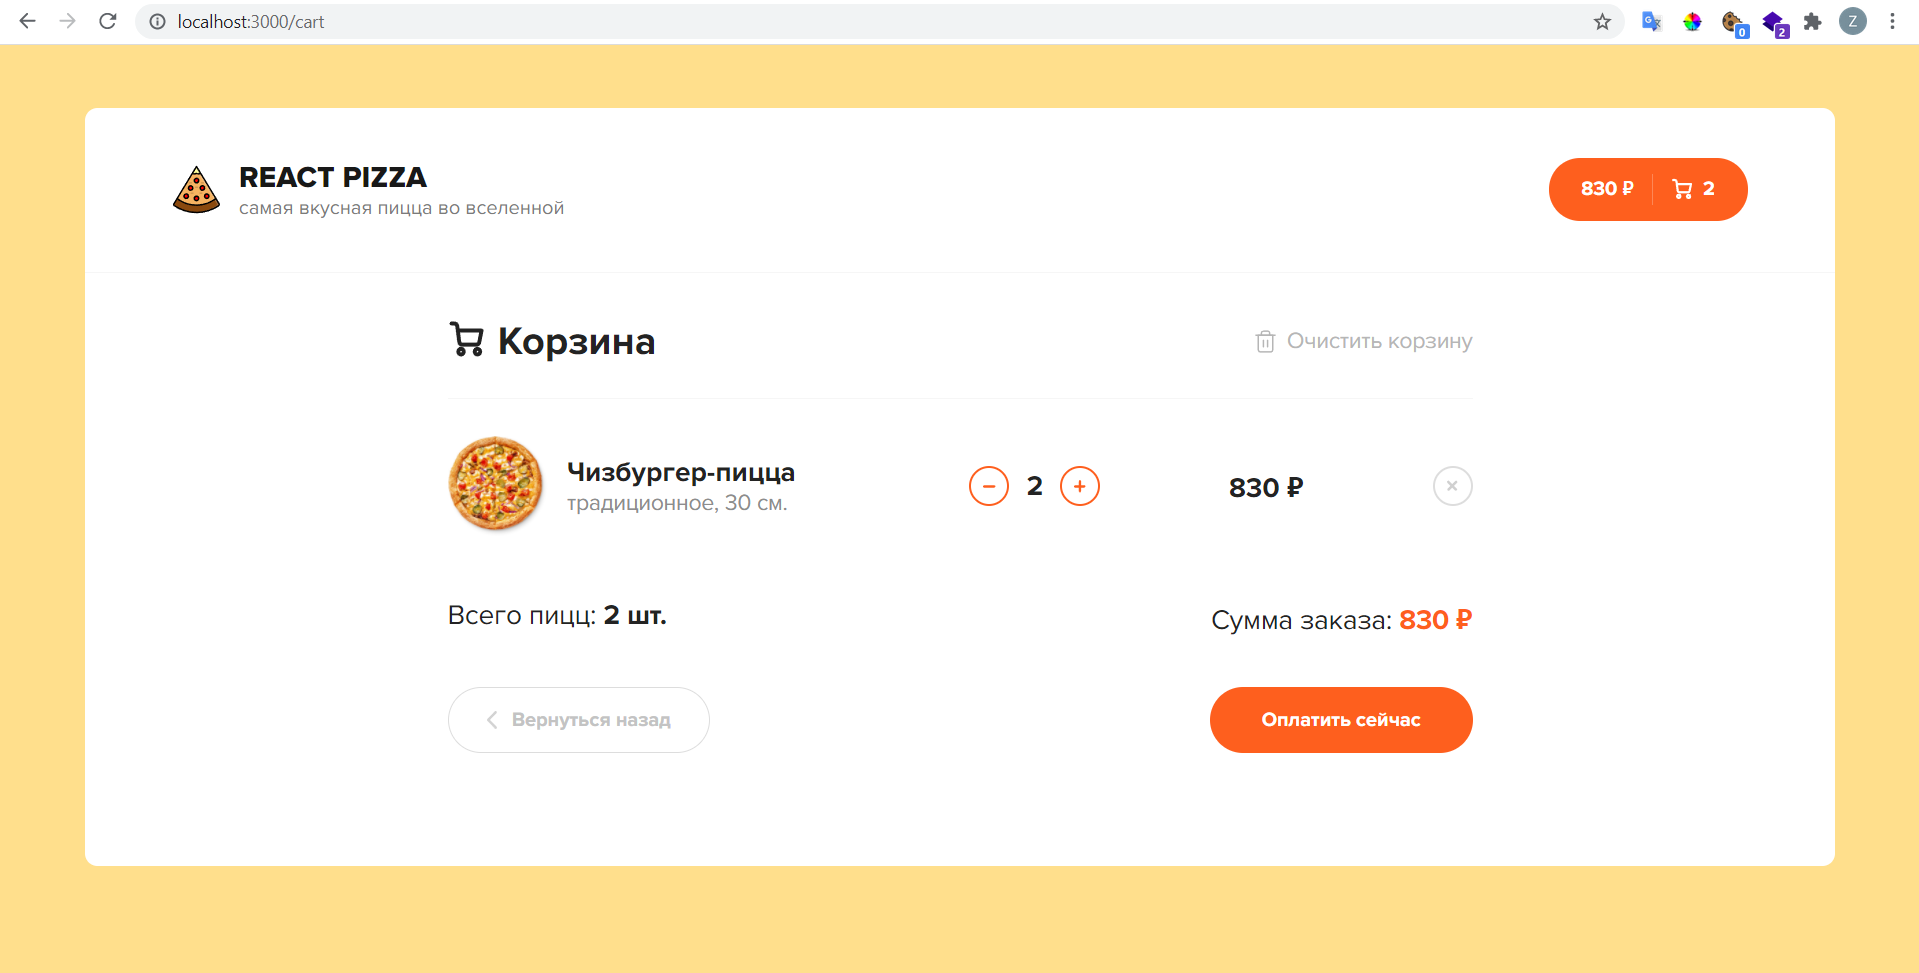 localhost:3000/cart
0
2
Z
REACT PIZZA
самая вкусная пицца во вселенной
830 ₽
2
Корзина
Очистить корзину
Чизбургер-пицца
традиционное, 30 см.
2
830 ₽
Всего пицц: 2 шт.
Сумма заказа: 830 ₽
Вернуться назад
Оплатить сейчас